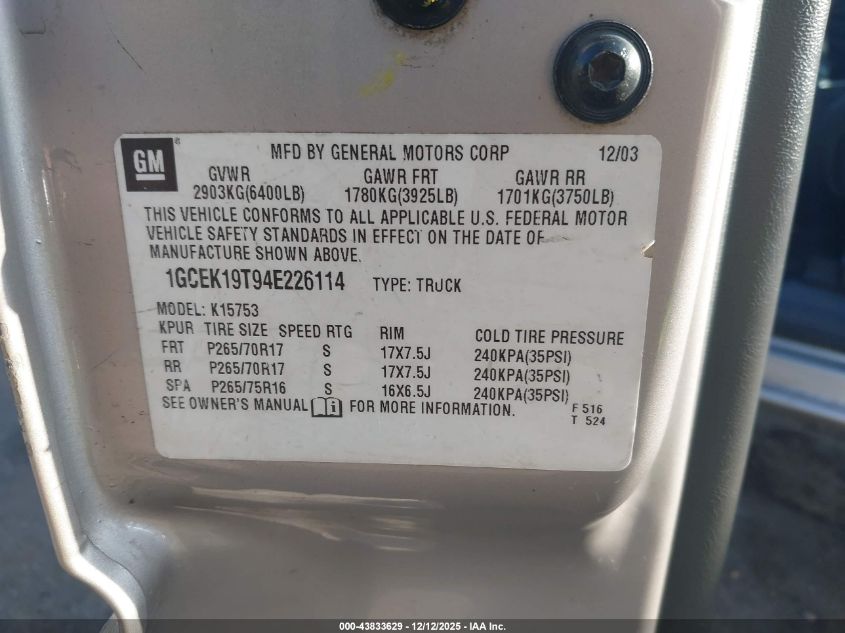 GM ® MFD BY GENERAL MOTORS CORP 12/03
GVWR GAWR FRT GAWR RR
2903KG(6400LB) 1780KG(3925LB) 1701KG(3750LB)
THIS VEHICLE CONFORMS TO ALL APPLICABLE U.S. FEDERAL MOTOR
VEHICLE SAFETY STANDARDS IN EFFECT ON THE DATE OF
MANUFACTURE SHOWN ABOVE.
1GCEK19T94E226114 TYPE: TRUCK
MODEL: K15753
KPUR TIRE SIZE SPEED RTG RIM COLD TIRE PRESSURE
FRT P265/70R17 S 17X7.5J 240KPA(35PSI)
RR P265/70R17 S 17X7.5J 240KPA(35PSI)
SPA P265/75R16 S 16X6.5J 240KPA(35PSI)
SEE OWNER'S MANUAL FOR MORE INFORMATION. F 516
T 524
000-43833629 - 12/12/2025 - IAA Inc.